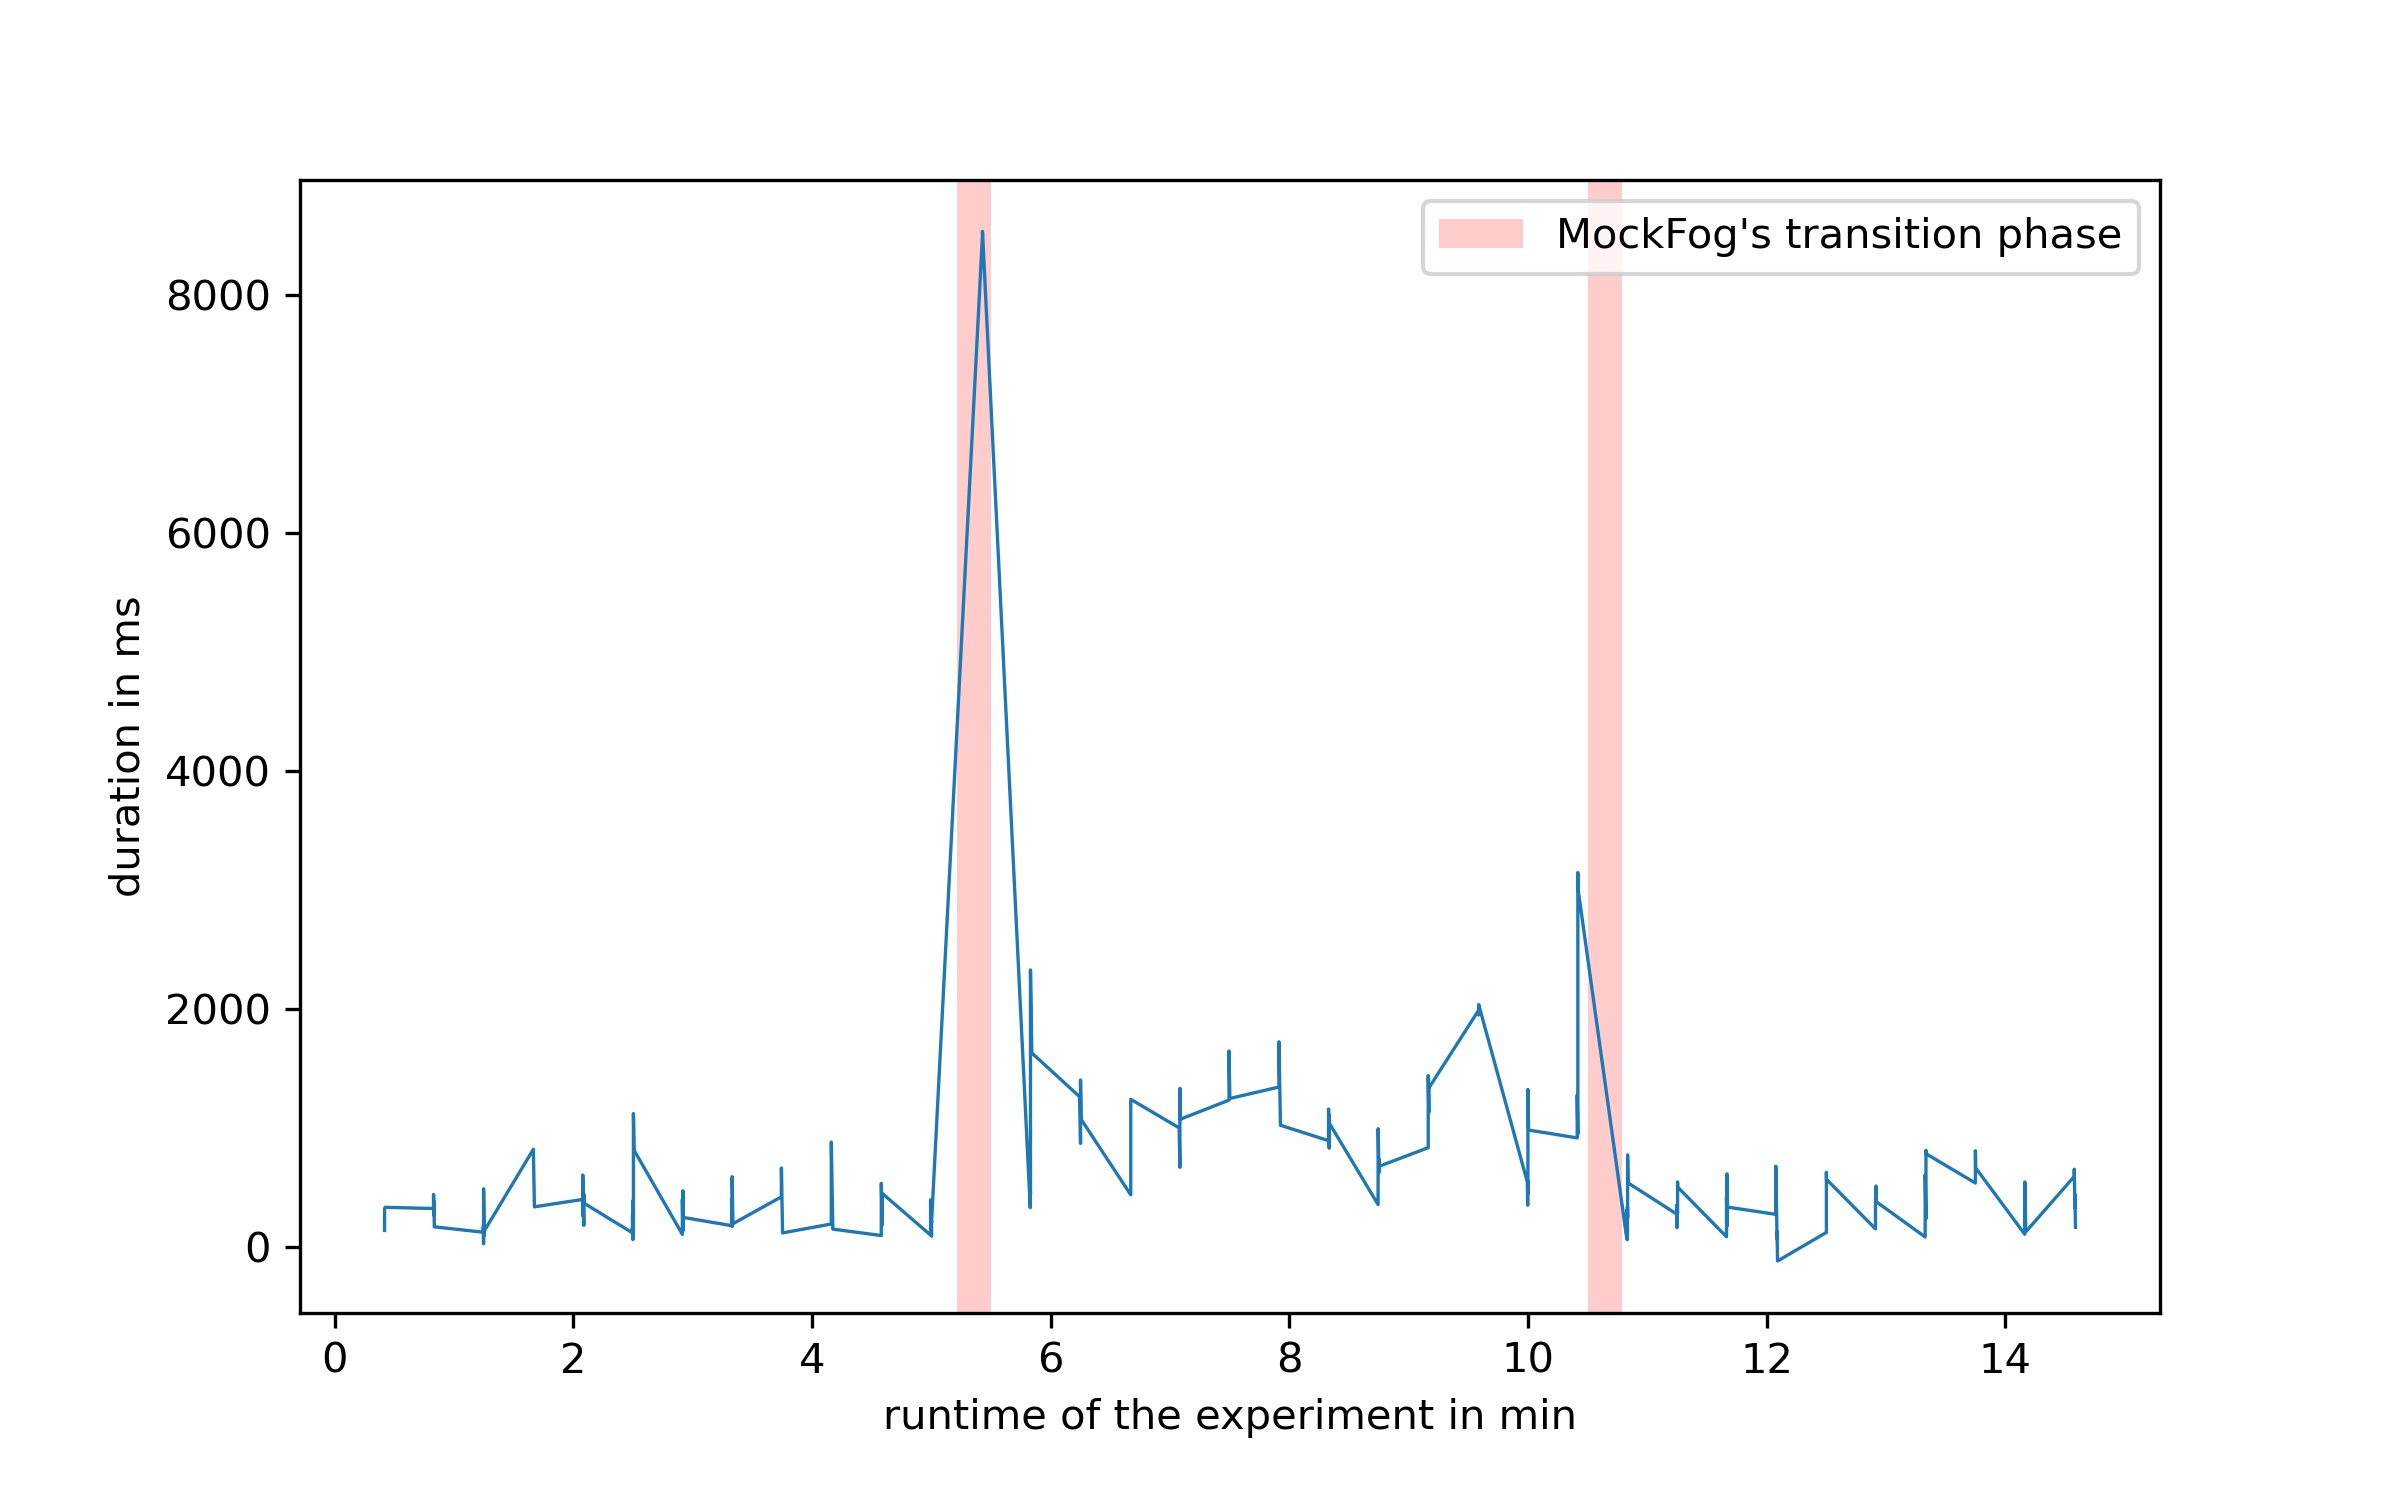 MockFog's transition phase
8000
6000
4000
2000
0
duration in ms
0 2 4 6 8 10 12 14
runtime of the experiment in min